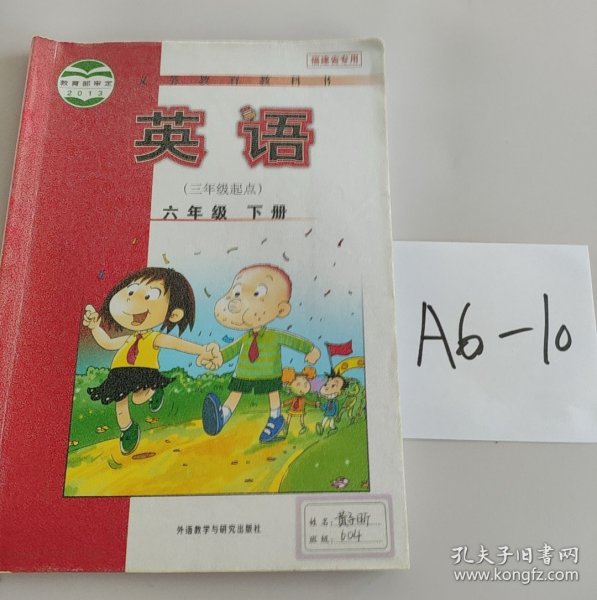 福建省专用
教育部审定
2013
义务教育教科书
英语
(三年级起点)
六年级 下册
外语教学与研究出版社
姓名:
班级: 604
A6-10
孔夫子旧书网
www.kongfz.com